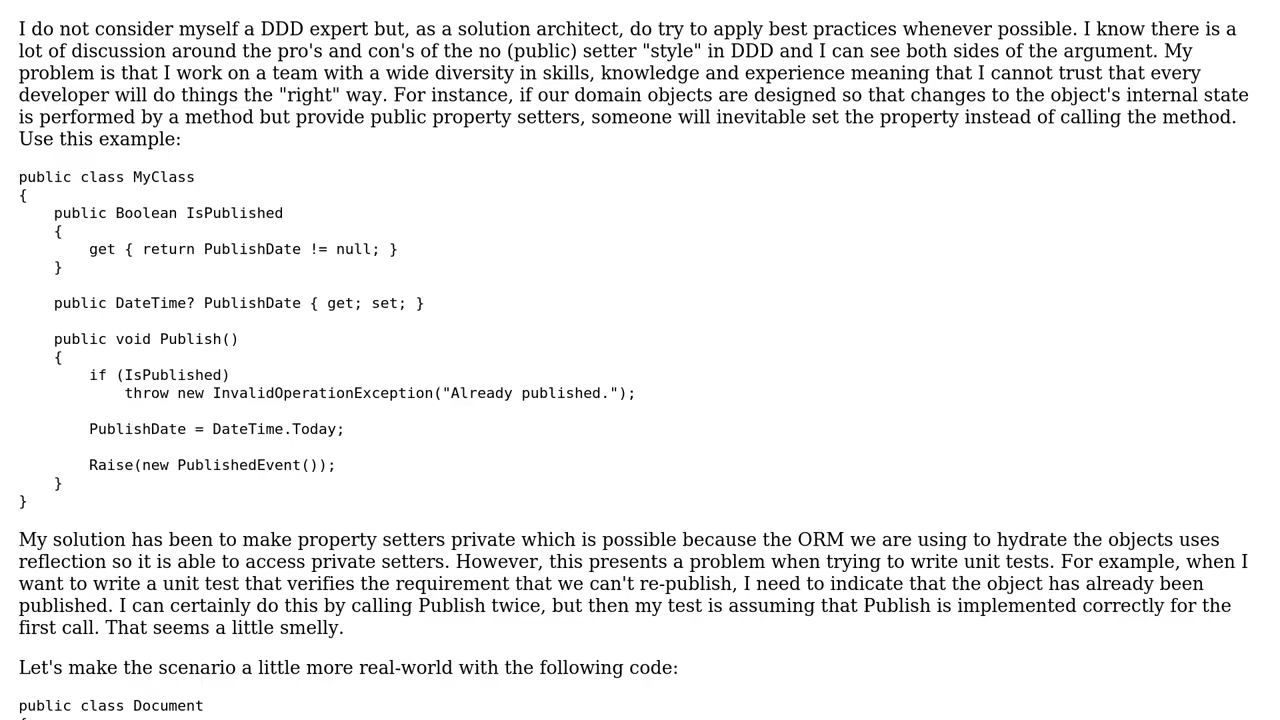 I do not consider myself a DDD expert but, as a solution architect, do try to apply best practices whenever possible. I know there is a
lot of discussion around the pro's and con's of the no (public) setter "style" in DDD and I can see both sides of the argument. My
problem is that I work on a team with a wide diversity in skills, knowledge and experience meaning that I cannot trust that every
developer will do things the "right" way. For instance, if our domain objects are designed so that changes to the object's internal state
is performed by a method but provide public property setters, someone will inevitable set the property instead of calling the method.
Use this example:
public class MyClass
{
    public Boolean IsPublished
    {
        get { return PublishDate != null; }
    }
    public DateTime? PublishDate { get; set; }
    public void Publish()
    {
        if (IsPublished)
            throw new InvalidOperationException("Already published.");
        PublishDate = DateTime.Today;
        Raise(new PublishedEvent());
    }
}
My solution has been to make property setters private which is possible because the ORM we are using to hydrate the objects uses
reflection so it is able to access private setters. However, this presents a problem when trying to write unit tests. For example, when I
want to write a unit test that verifies the requirement that we can't re-publish, I need to indicate that the object has already been
published. I can certainly do this by calling Publish twice, but then my test is assuming that Publish is implemented correctly for the
first call. That seems a little smelly.
Let's make the scenario a little more real-world with the following code:
public class Document